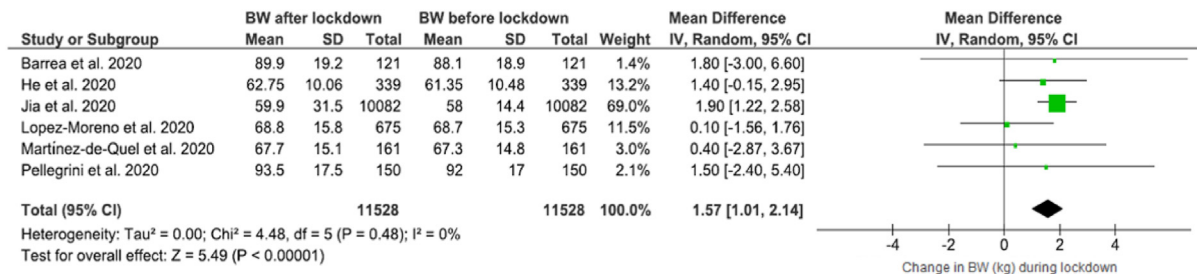 BW after lockdown BW before lockdown Mean Difference Mean Difference
Study or Subgroup Mean SD Total Mean SD Total Weight IV, Random, 95% CI IV, Random, 95% CI
Barrea et al. 2020 89.9 19.2 121 88.1 18.9 121 1.4% 1.80 [-3.00, 6.60]
He et al. 2020 62.75 10.06 339 61.35 10.48 339 13.2% 1.40 [-0.15, 2.95]
Jia et al. 2020 59.9 31.5 10082 58 14.4 10082 69.0% 1.90 [1.22, 2.58]
Lopez-Moreno et al. 2020 68.8 15.8 675 68.7 15.3 675 11.5% 0.10 [-1.56, 1.76]
Martínez-de-Quel et al. 2020 67.7 15.1 161 67.3 14.8 161 3.0% 0.40 [-2.87, 3.67]
Pellegrini et al. 2020 93.5 17.5 150 92 17 150 2.1% 1.50 [-2.40, 5.40]
Total (95% CI) 11528 11528 100.0% 1.57 [1.01, 2.14]
Heterogeneity: Tau² = 0.00; Chi² = 4.48, df = 5 (P = 0.48); I² = 0%
Test for overall effect: Z = 5.49 (P < 0.00001)
-4 -2 0 2 4
Change in BW (kg) during lockdown